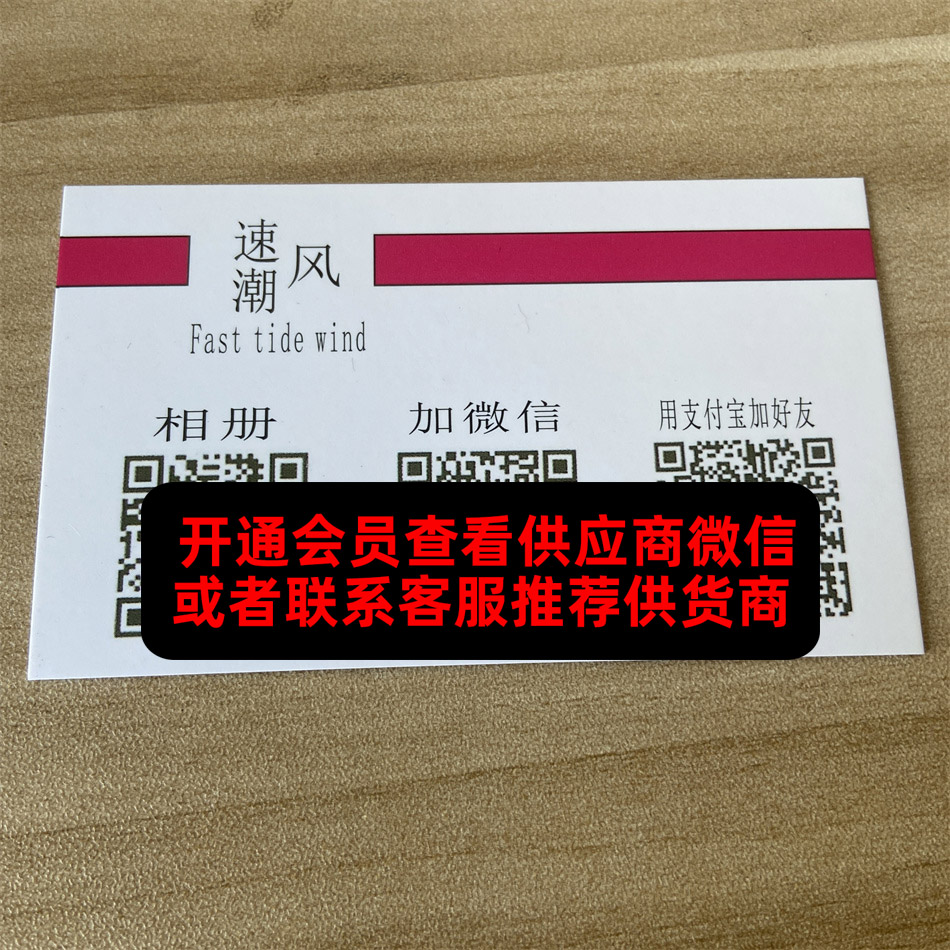 速潮风
Fast tide wind
相册
加微信
用支付宝加好友
开通会员查看供应商微信
或者联系客服推荐供货商